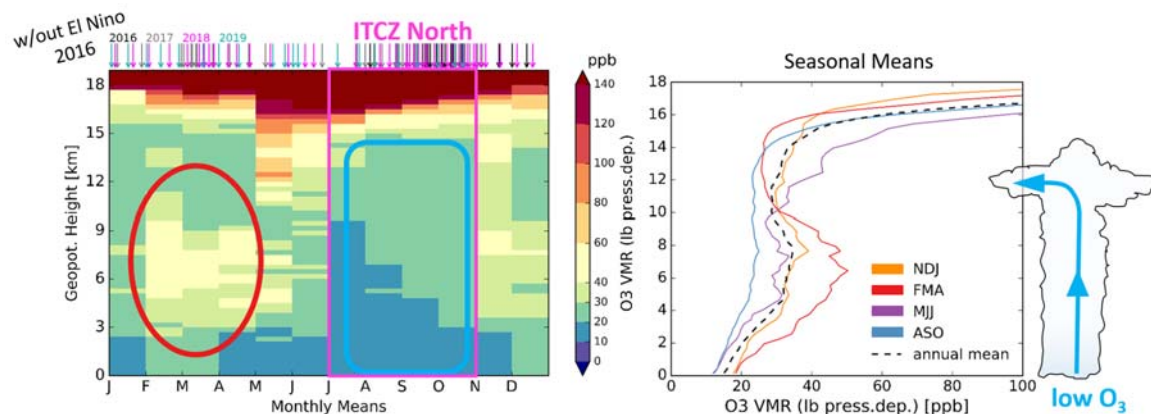 w/out El Nino
2016
2016 2017 2018 2019
ITCZ North
ppb
Geopot. Height [km]
18
15
12
9
6
3
0
J F M A M J J A S O N D
Monthly Means
140
120
100
80
60
40
30
20
10
0
Seasonal Means
O3 VMR (lb press.dep.)
18
16
14
12
10
8
6
4
2
0
NDJ
FMA
MJJ
ASO
annual mean
0 20 40 60 80 100
O3 VMR (lb press.dep.) [ppb]
low O₃